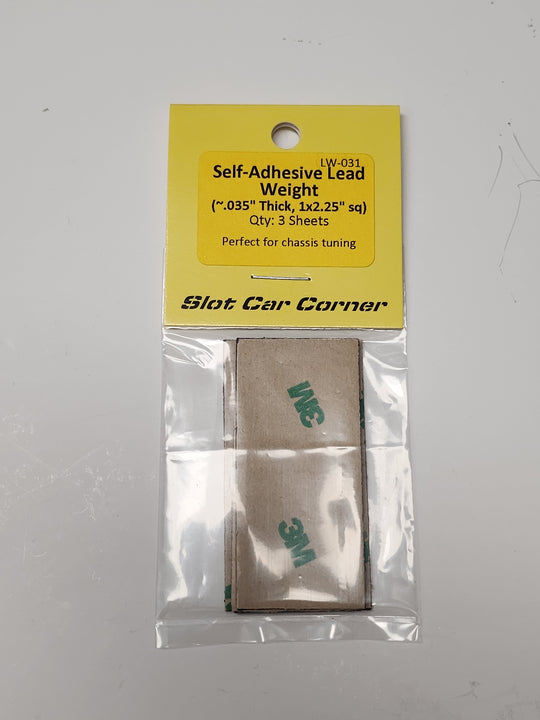 LW-031
Self-Adhesive Lead
Weight
(~.035" Thick, 1x2.25" sq)
Qty: 3 Sheets
Perfect for chassis tuning
Slot Car Corner
3M
3M